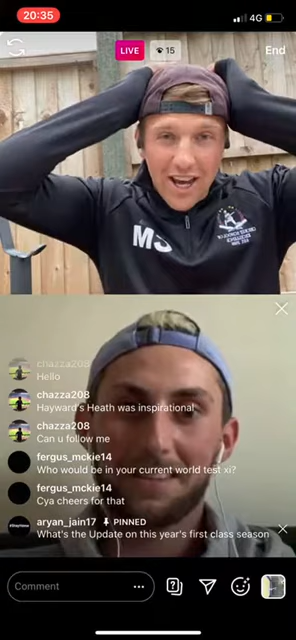 20:35
4G
LIVE
15
End
MJ
chazza208
Hello
chazza208
Hayward's Heath was inspirational
chazza208
Can u follow me
fergus_mckie14
Who would be in your current world test xi?
fergus_mckie14
Cya cheers for that
aryan_jain17 PINNED
What's the Update on this year's first class season
Comment